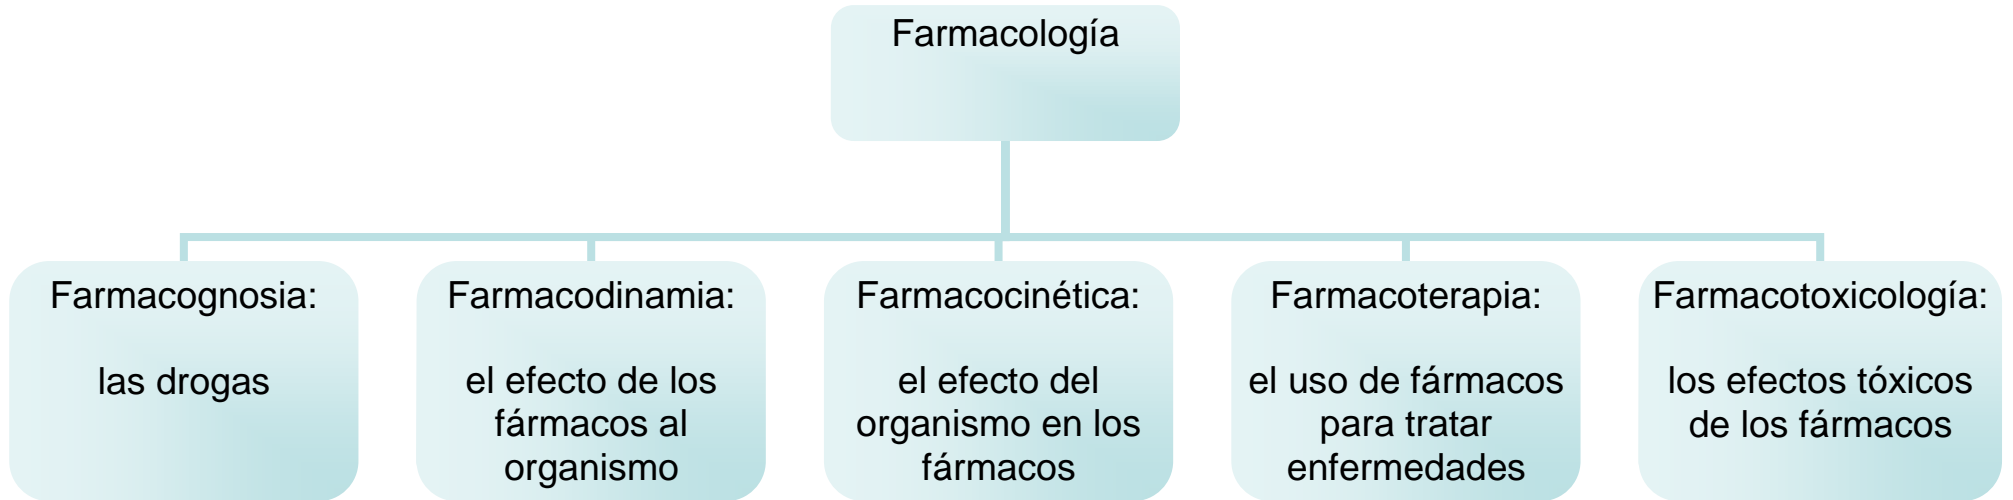 Farmacología
Farmacognosia:
las drogas
Farmacodinamia:
el efecto de los
fármacos al
organismo
Farmacocinética:
el efecto del
organismo en los
fármacos
Farmacoterapia:
el uso de fármacos
para tratar
enfermedades
Farmacotoxicología:
los efectos tóxicos
de los fármacos